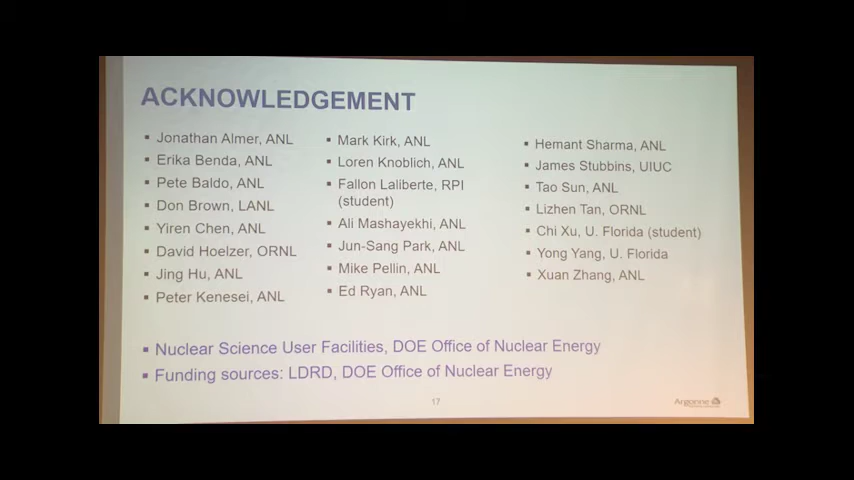 ACKNOWLEDGEMENT
▪ Jonathan Almer, ANL
▪ Erika Benda, ANL
▪ Pete Baldo, ANL
▪ Don Brown, LANL
▪ Yiren Chen, ANL
▪ David Hoelzer, ORNL
▪ Jing Hu, ANL
▪ Peter Kenesei, ANL
▪ Mark Kirk, ANL
▪ Loren Knoblich, ANL
▪ Fallon Laliberte, RPI
(student)
▪ Ali Mashayekhi, ANL
▪ Jun-Sang Park, ANL
▪ Mike Pellin, ANL
▪ Ed Ryan, ANL
▪ Hemant Sharma, ANL
▪ James Stubbins, UIUC
▪ Tao Sun, ANL
▪ Lizhen Tan, ORNL
▪ Chi Xu, U. Florida (student)
▪ Yong Yang, U. Florida
▪ Xuan Zhang, ANL
▪ Nuclear Science User Facilities, DOE Office of Nuclear Energy
▪ Funding sources: LDRD, DOE Office of Nuclear Energy
17
Argonne